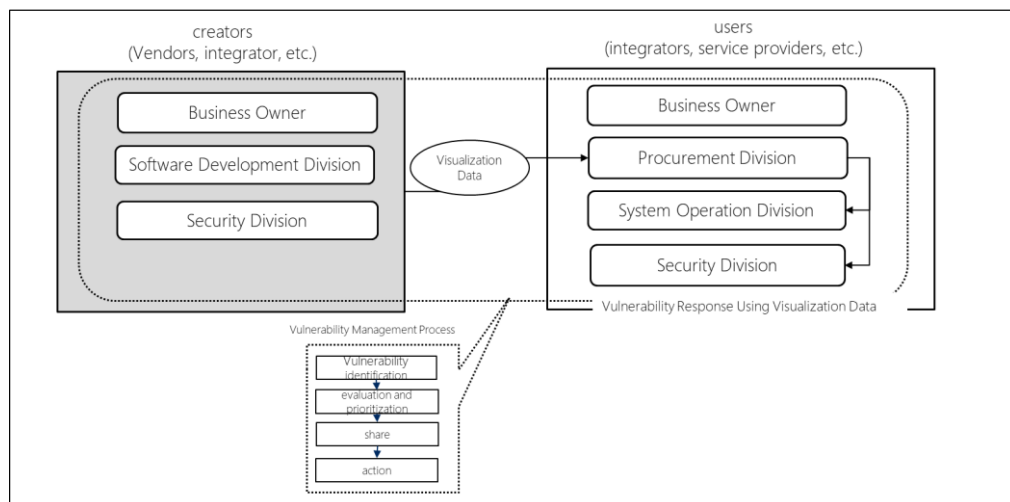 creators
(Vendors, integrator, etc.)
users
(integrators, service providers, etc.)
Business Owner
Software Development Division
Security Division
Visualization
Data
Business Owner
Procurement Division
System Operation Division
Security Division
Vulnerability Response Using Visualization Data
Vulnerability Management Process
Vulnerability
identification
evaluation and
prioritization
share
action